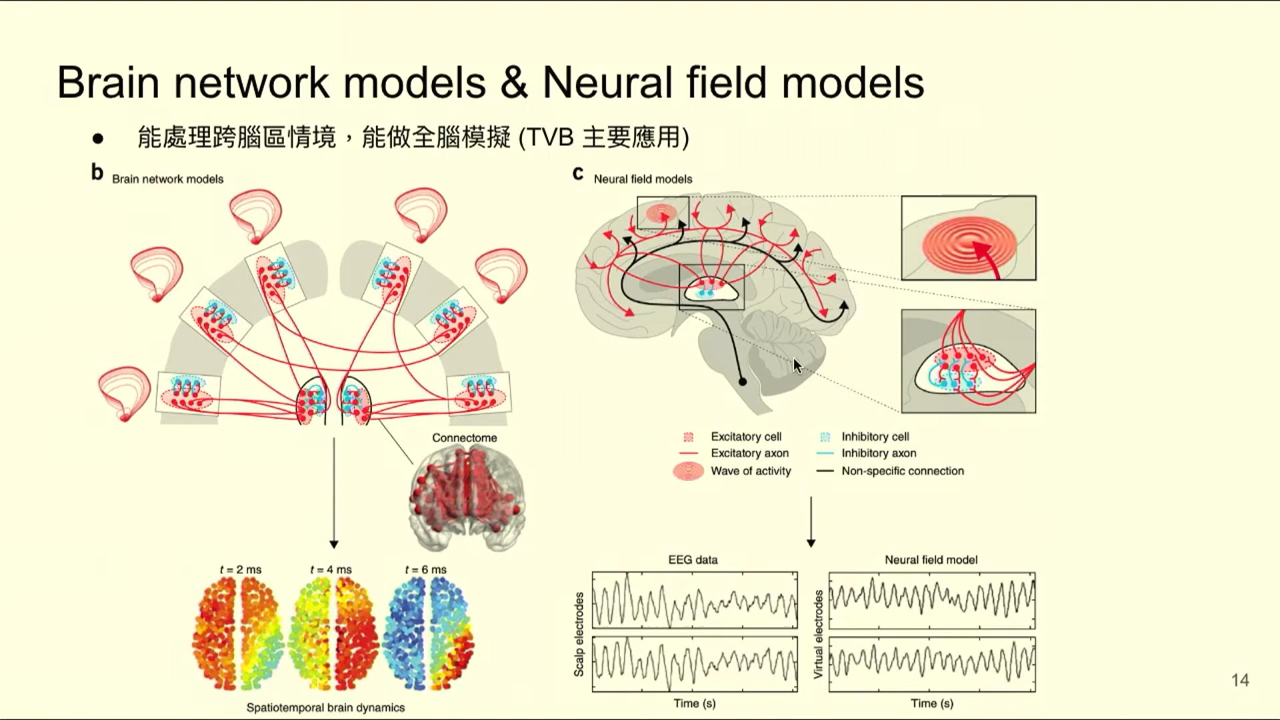 Brain network models & Neural field models
● 能處理跨腦區情境，能做全腦模擬 (TVB 主要應用)
b Brain network models
c Neural field models
Connectome
Excitatory cell
Inhibitory cell
Excitatory axon
Inhibitory axon
Wave of activity
Non-specific connection
t = 2 ms
t = 4 ms
t = 6 ms
Spatiotemporal brain dynamics
EEG data
Neural field model
Scalp electrodes
Virtual electrodes
Time (s)
Time (s)
14